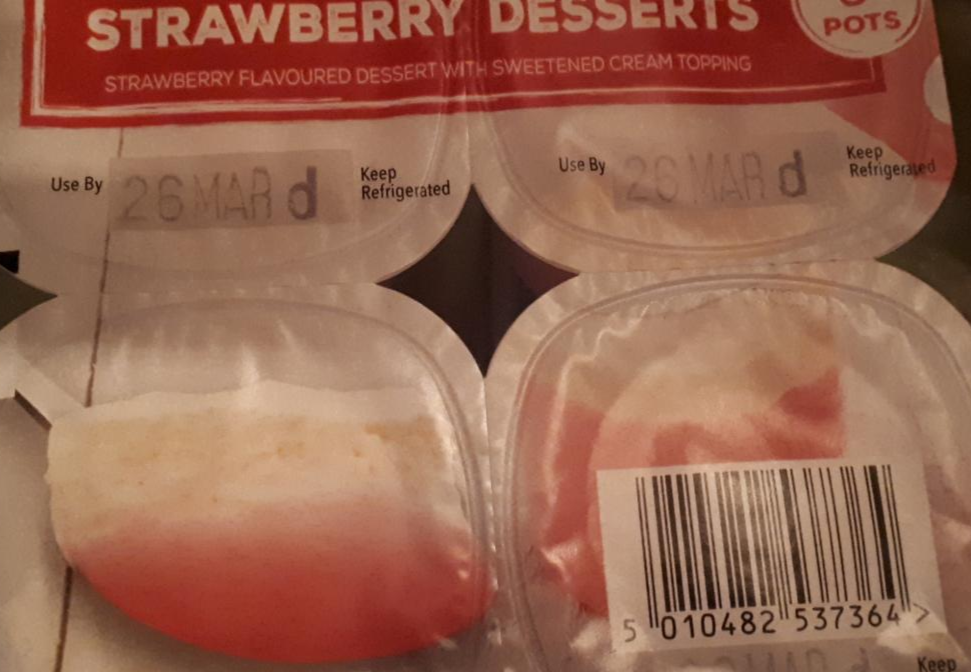 STRAWBERRY DESSERTS
POTS
STRAWBERRY FLAVOURED DESSERT WITH SWEETENED CREAM TOPPING
Use By 26 MAR d Keep Refrigerated
Use By 26 MAR d Keep Refrigerated
5 010482 537364 >
Keep